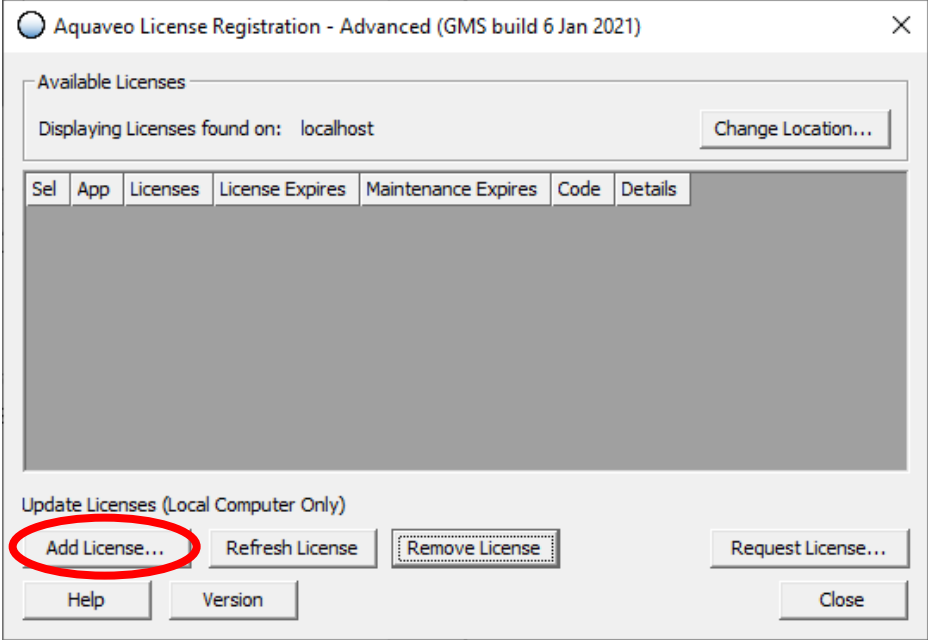 Aquaveo License Registration - Advanced (GMS build 6 Jan 2021)
Available Licenses
Displaying Licenses found on: localhost
Change Location...
Sel App Licenses License Expires Maintenance Expires Code Details
Update Licenses (Local Computer Only)
Add License... Refresh License Remove License Request License...
Help Version Close